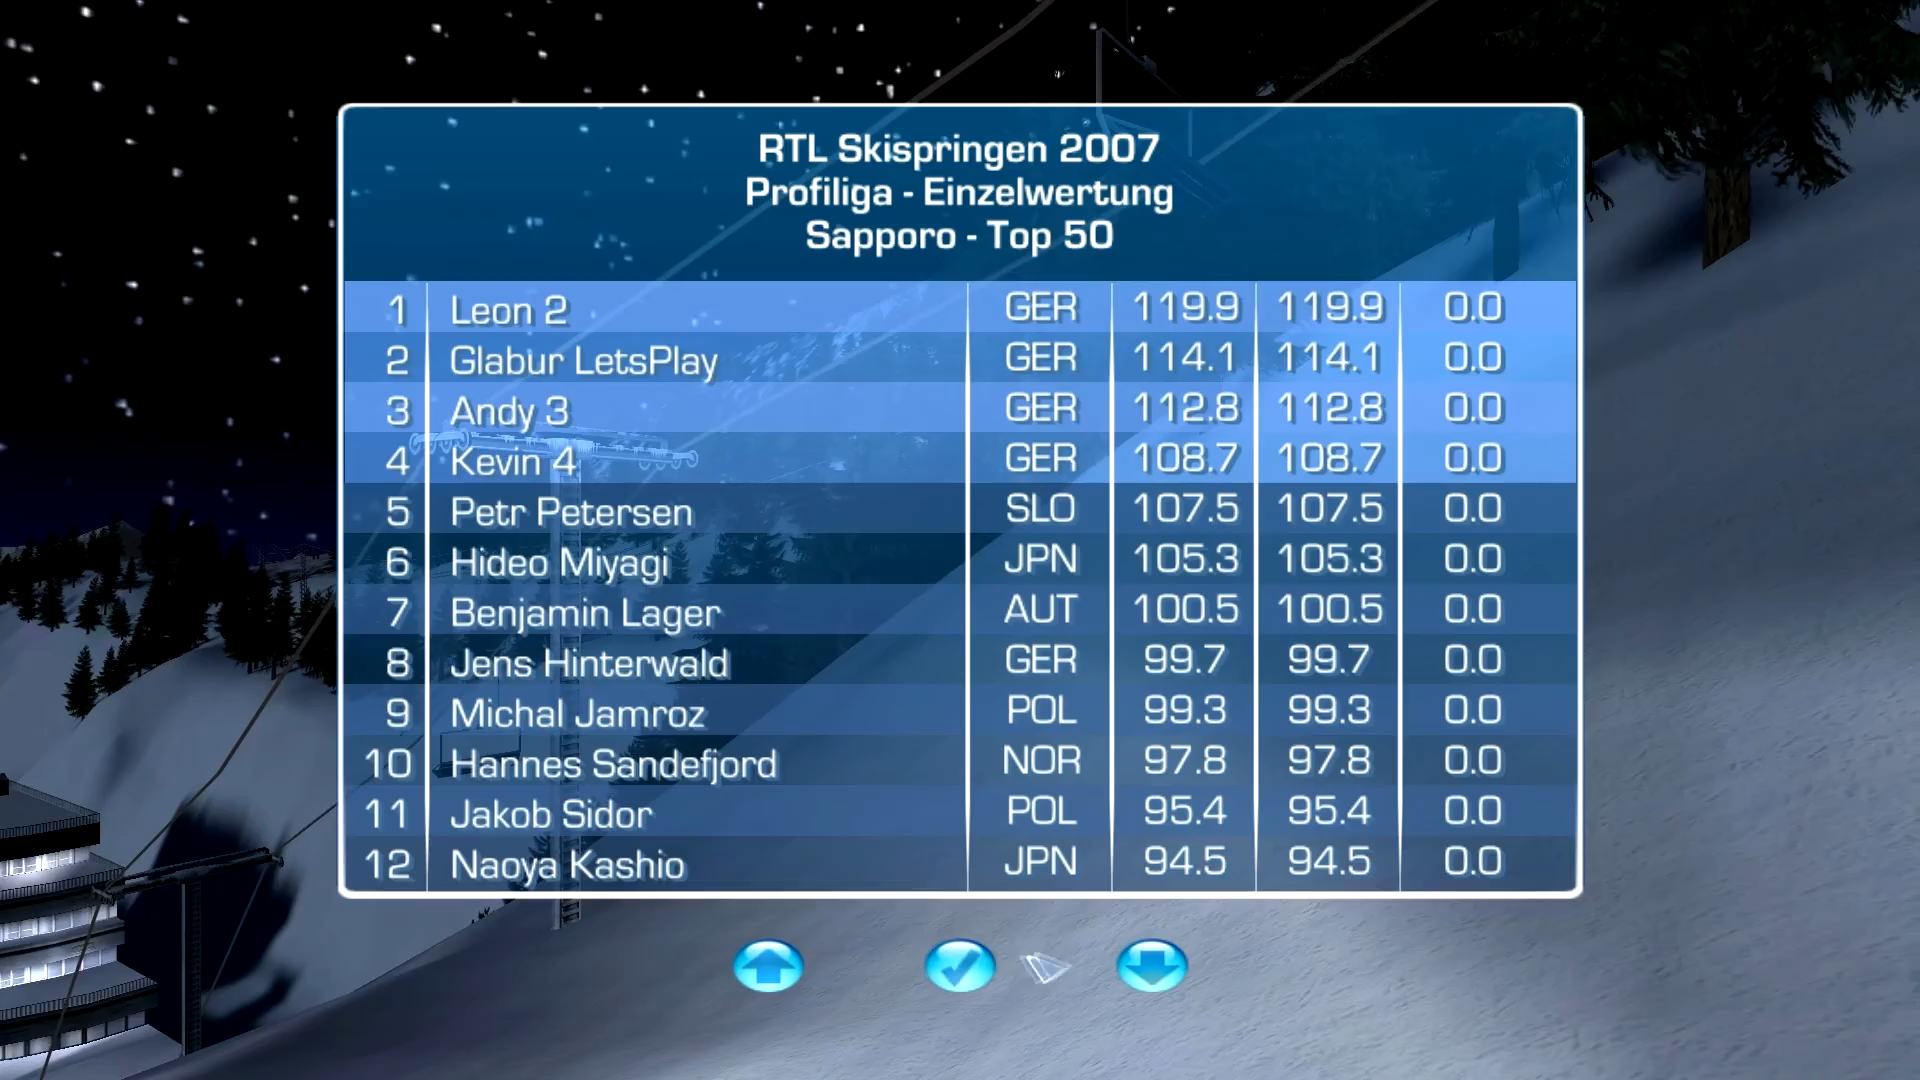 RTL Skispringen 2007
Profiliga - Einzelwertung
Sapporo - Top 50
1 Leon 2 GER 119.9 119.9 0.0
2 Glabur LetsPlay GER 114.1 114.1 0.0
3 Andy 3 GER 112.8 112.8 0.0
4 Kevin 4 GER 108.7 108.7 0.0
5 Petr Petersen SLO 107.5 107.5 0.0
6 Hideo Miyagi JPN 105.3 105.3 0.0
7 Benjamin Lager AUT 100.5 100.5 0.0
8 Jens Hinterwald GER 99.7 99.7 0.0
9 Michal Jamroz POL 99.3 99.3 0.0
10 Hannes Sandefjord NOR 97.8 97.8 0.0
11 Jakob Sidor POL 95.4 95.4 0.0
12 Naoya Kashio JPN 94.5 94.5 0.0